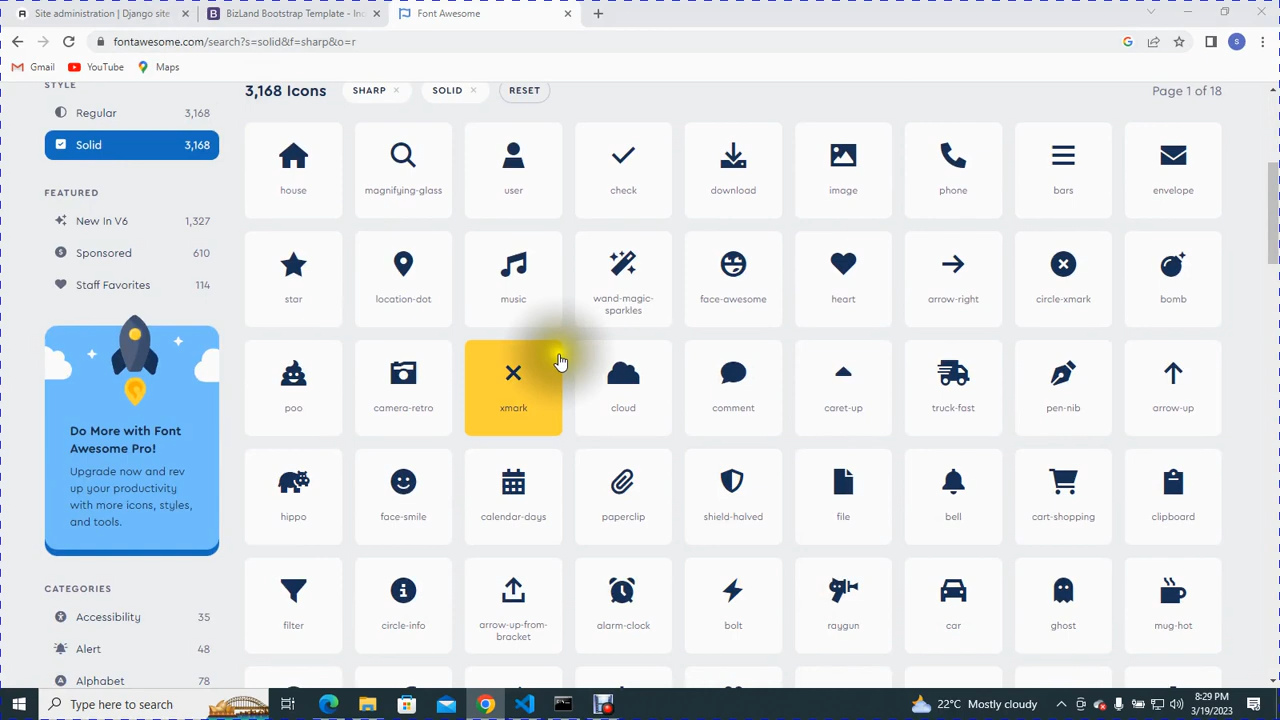 Site administration | Django site
BizLand Bootstrap Template - Inc
Font Awesome
fontawesome.com/search?s=solid&f=sharp&o=r
S
Gmail
YouTube
Maps
STYLE
Regular 3,168
Solid 3,168
FEATURED
New In V6 1,327
Sponsored 610
Staff Favorites 114
Do More with Font
Awesome Pro!
Upgrade now and rev
up your productivity
with more icons, styles,
and tools.
CATEGORIES
Accessibility 35
Alert 48
Alphabet 78
3,168 Icons
SHARP ×
SOLID ×
RESET
Page 1 of 18
house
magnifying-glass
user
check
download
image
phone
bars
envelope
star
location-dot
music
wand-magic-
sparkles
face-awesome
heart
arrow-right
circle-xmark
bomb
poo
camera-retro
xmark
cloud
comment
caret-up
truck-fast
pen-nib
arrow-up
hippo
face-smile
calendar-days
paperclip
shield-halved
file
bell
cart-shopping
clipboard
filter
circle-info
arrow-up-from-
bracket
alarm-clock
bolt
raygun
car
ghost
mug-hot
Type here to search
22°C Mostly cloudy
8:29 PM
3/19/2023